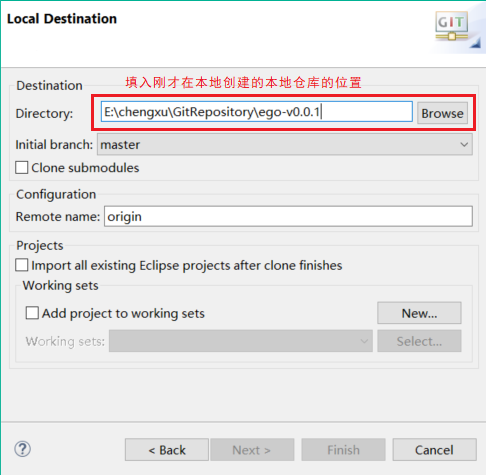 Local Destination
GIT
Destination
填入刚才在本地创建的本地仓库的位置
Directory: E:\chengxu\GitRepository\ego-v0.0.1 Browse
Initial branch: master
Clone submodules
Configuration
Remote name: origin
Projects
Import all existing Eclipse projects after clone finishes
Working sets
Add project to working sets New...
Working sets: Select...
? < Back Next > Finish Cancel